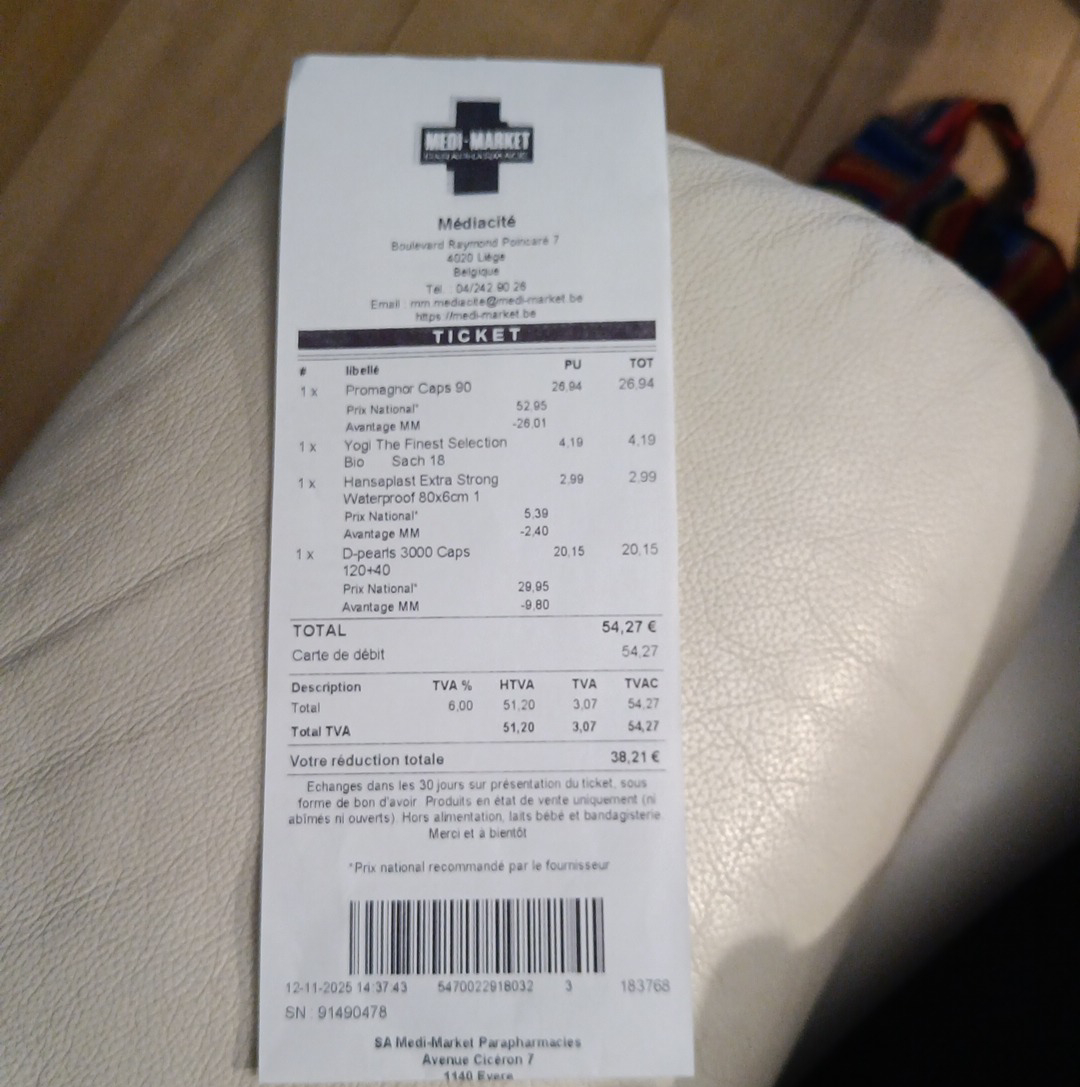 MEDI-MARKET
Médiacité
Boulevard Raymond Poincaré 7
4020 Liège
Belgique
Tél. : 04/242 90 26
Email : mm.mediacite@medi-market.be
https://medi-market.be
TICKET
# libellé PU TOT
1 x Promagnor Caps 90 26,94 26,94
Prix National* 52,95
Avantage MM -26,01
1 x Yogi The Finest Selection 4,19 4,19
Bio Sach 18
1 x Hansaplast Extra Strong 2,99 2,99
Waterproof 80x6cm 1
Prix National* 5,39
Avantage MM -2,40
1 x D-pearls 3000 Caps 20,15 20,15
120+40
Prix National* 29,95
Avantage MM -9,80
TOTAL 54,27 €
Carte de débit 54,27
Description TVA % HTVA TVA TVAC
Total 6,00 51,20 3,07 54,27
Total TVA 51,20 3,07 54,27
Votre réduction totale 38,21 €
Echanges dans les 30 jours sur présentation du ticket, sous
forme de bon d'avoir. Produits en état de vente uniquement (ni
abîmés ni ouverts). Hors alimentation, laits bébé et bandagisterie
Merci et à bientôt
*Prix national recommandé par le fournisseur
12-11-2025 14:37:43 5470022918032 3 183768
SN : 91490478
SA Medi-Market Parapharmacies
Avenue Cicéron 7
1140 Evere